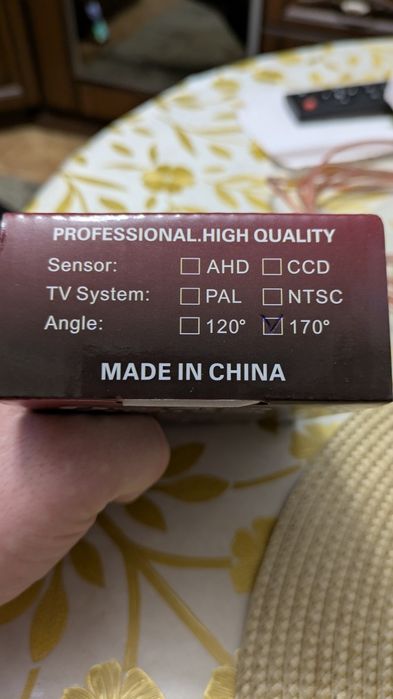 PROFESSIONAL.HIGH QUALITY
Sensor: ☐ AHD ☐ CCD
TV System: ☐ PAL ☐ NTSC
Angle: ☐ 120° ☑ 170°
MADE IN CHINA